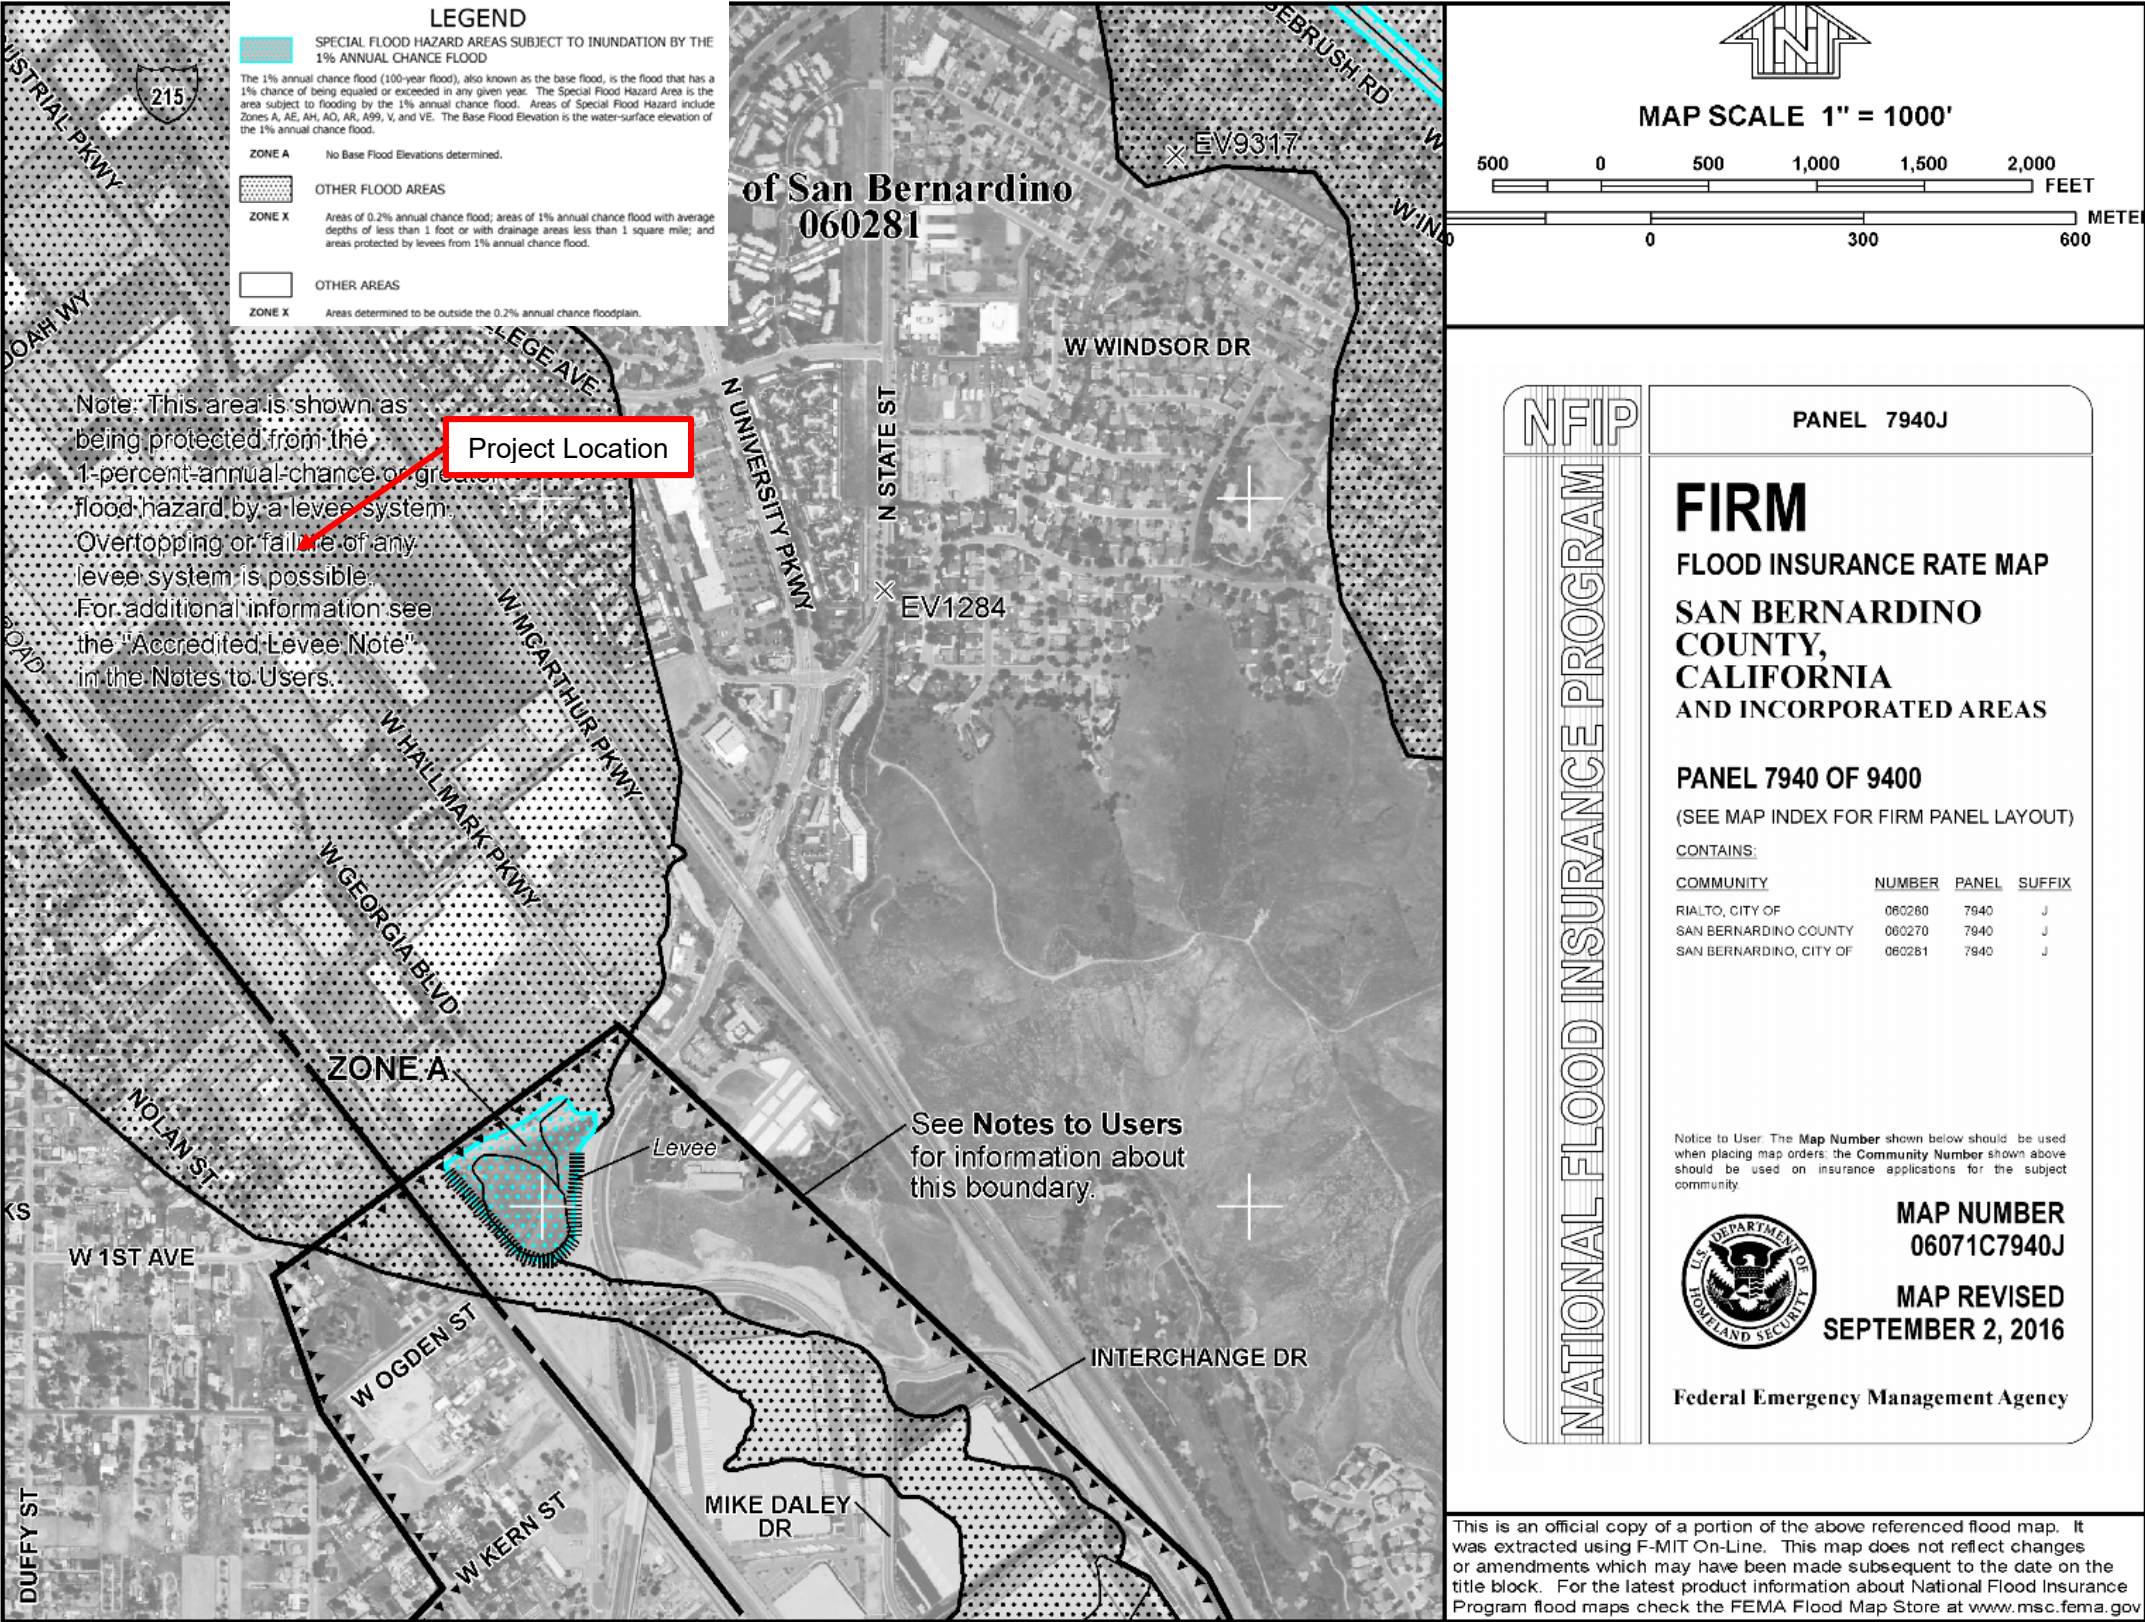 LEGEND
SPECIAL FLOOD HAZARD AREAS SUBJECT TO INUNDATION BY THE
1% ANNUAL CHANCE FLOOD
The 1% annual chance flood (100-year flood), also known as the base flood, is the flood that has a
1% chance of being equaled or exceeded in any given year. The Special Flood Hazard Area is the
area subject to flooding by the 1% annual chance flood. Areas of Special Flood Hazard include
Zones A, AE, AH, AO, AR, A99, V, and VE. The Base Flood Elevation is the water-surface elevation of
the 1% annual chance flood.
ZONE A No Base Flood Elevations determined.
OTHER FLOOD AREAS
ZONE X Areas of 0.2% annual chance flood; areas of 1% annual chance flood with average
depths of less than 1 foot or with drainage areas less than 1 square mile; and
areas protected by levees from 1% annual chance flood.
OTHER AREAS
ZONE X Areas determined to be outside the 0.2% annual chance floodplain.
USTRIAL PKWY
215
EBRUSH RD
EV9317
of San Bernardino
060281
W
W IN
DOAH WY
LEGE AVE
W WINDSOR DR
N UNIVERSITY PKWY
N STATE ST
Note: This area is shown as
being protected from the
1-percent-annual-chance or greater
flood hazard by a levee system.
Overtopping or failure of any
levee system is possible.
For additional information see
the "Accredited Levee Note"
in the Notes to Users.
Project Location
EV1284
ROAD
W MCARTHUR PKWY
W HALLMARK PKWY
W GEORGIA BLVD
ZONE A
NOLAN ST
Levee
See Notes to Users
for information about
this boundary.
KS
W 1ST AVE
W OGDEN ST
INTERCHANGE DR
MIKE DALEY
DR
W KERN ST
DUFFY ST
N
MAP SCALE 1" = 1000'
500 0 500 1,000 1,500 2,000
FEET
METE
0 0 300 600
NFIP
NATIONAL FLOOD INSURANCE PROGRAM
PANEL 7940J
FIRM
FLOOD INSURANCE RATE MAP
SAN BERNARDINO
COUNTY,
CALIFORNIA
AND INCORPORATED AREAS
PANEL 7940 OF 9400
(SEE MAP INDEX FOR FIRM PANEL LAYOUT)
CONTAINS:
COMMUNITY NUMBER PANEL SUFFIX
RIALTO, CITY OF 060280 7940 J
SAN BERNARDINO COUNTY 060270 7940 J
SAN BERNARDINO, CITY OF 060281 7940 J
Notice to User: The Map Number shown below should be used
when placing map orders; the Community Number shown above
should be used on insurance applications for the subject
community.
MAP NUMBER
06071C7940J
MAP REVISED
SEPTEMBER 2, 2016
U.S. DEPARTMENT OF HOMELAND SECURITY
Federal Emergency Management Agency
This is an official copy of a portion of the above referenced flood map. It
was extracted using F-MIT On-Line. This map does not reflect changes
or amendments which may have been made subsequent to the date on the
title block. For the latest product information about National Flood Insurance
Program flood maps check the FEMA Flood Map Store at www.msc.fema.gov